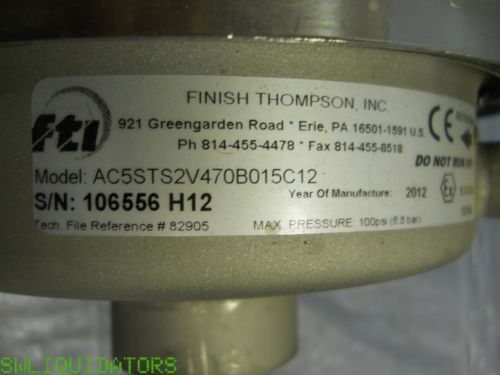 fti
FINISH THOMPSON, INC.
921 Greengarden Road * Erie, PA 16501-1591 U.S.
Ph 814-455-4478 * Fax 814-455-8518
CE
DO NOT RUN DRY
Model: AC5STS2V470B015C12
Year Of Manufacture: 2012
Ex
S/N: 106556 H12
Tech. File Reference # 82905
MAX. PRESSURE: 100psi (6.8 bar)
SWLIQUIDATORS